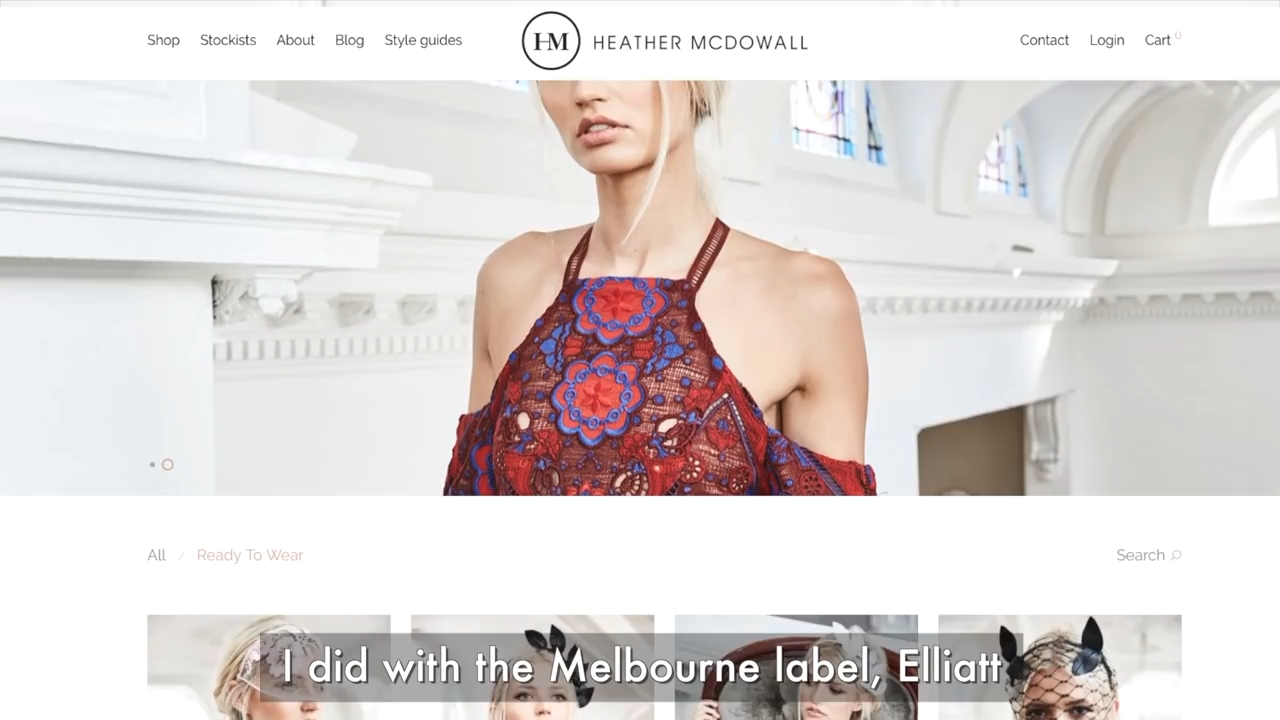 Shop Stockists About Blog Style guides
HM HEATHER MCDOWALL
Contact Login Cart 0
All / Ready To Wear
Search
I did with the Melbourne label, Elliatt